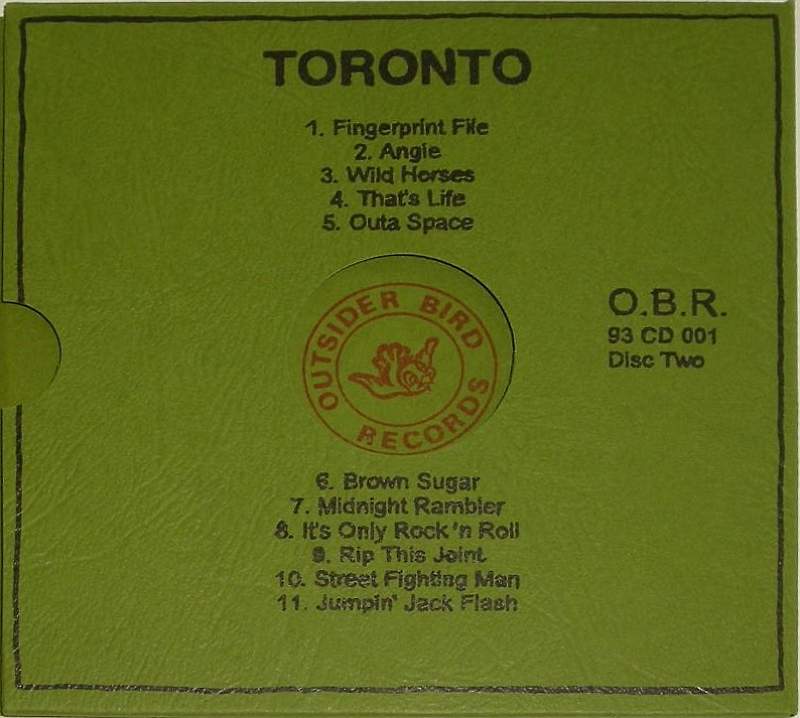 TORONTO
1. Fingerprint File
2. Angie
3. Wild Horses
4. That's Life
5. Outa Space
OUTSIDER BIRD
RECORDS
O.B.R.
93 CD 001
Disc Two
6. Brown Sugar
7. Midnight Rambler
8. It's Only Rock 'n Roll
9. Rip This Joint
10. Street Fighting Man
11. Jumpin' Jack Flash